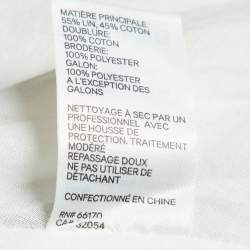 MATIÈRE PRINCIPALE:
55% LIN, 45% COTON
DOUBLURE:
100% COTON
BRODERIE:
100% POLYESTER
GALON:
100% POLYESTER
A L'EXCEPTION DES
GALONS
NETTOYAGE À SEC PAR UN
PROFESSIONNEL AVEC
UNE HOUSSE DE
PROTECTION. TRAITEMENT
MODÉRÉ
REPASSAGE DOUX
NE PAS UTILISER DE
DÉTACHANT
CONFECTIONNÉ EN CHINE
RN# 66170
CA# 32054